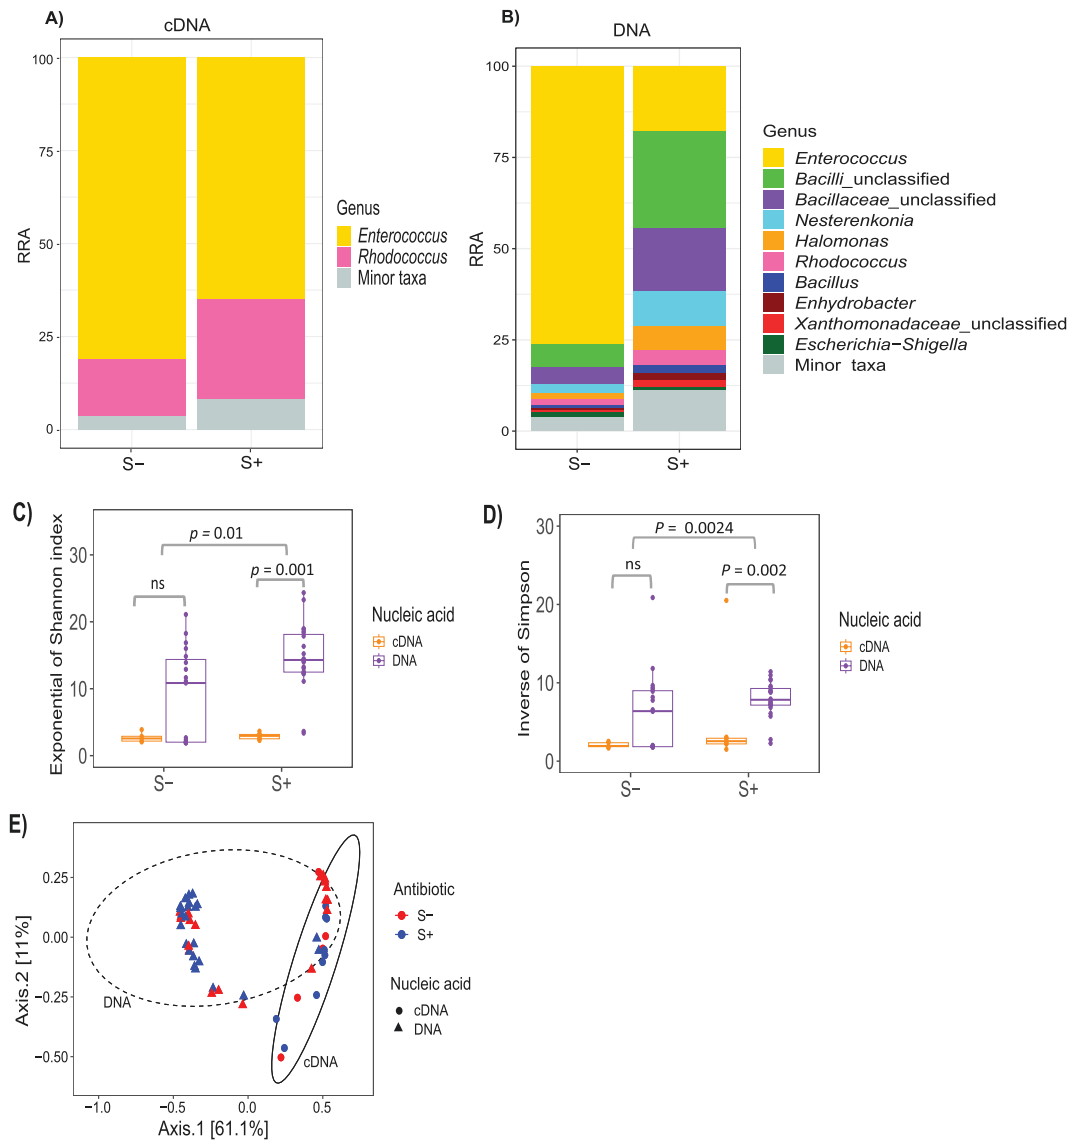 A)
cDNA
RRA
100
75
50
25
0
S−
S+
Genus
Enterococcus
Rhodococcus
Minor taxa
B)
DNA
RRA
100
75
50
25
0
S−
S+
Genus
Enterococcus
Bacilli_unclassified
Bacillaceae_unclassified
Nesterenkonia
Halomonas
Rhodococcus
Bacillus
Enhydrobacter
Xanthomonadaceae_unclassified
Escherichia−Shigella
Minor taxa
C)
Exponential of Shannon index
30
20
10
0
p = 0.01
ns
p = 0.001
S−
S+
Nucleic acid
cDNA
DNA
D)
Inverse of Simpson
30
20
10
0
P = 0.0024
ns
P = 0.002
S−
S+
Nucleic acid
cDNA
DNA
E)
Axis.2 [11%]
0.25
0.00
−0.25
−0.50
DNA
cDNA
−1.0
−0.5
0.0
0.5
Axis.1 [61.1%]
Antibiotic
S−
S+
Nucleic acid
cDNA
DNA